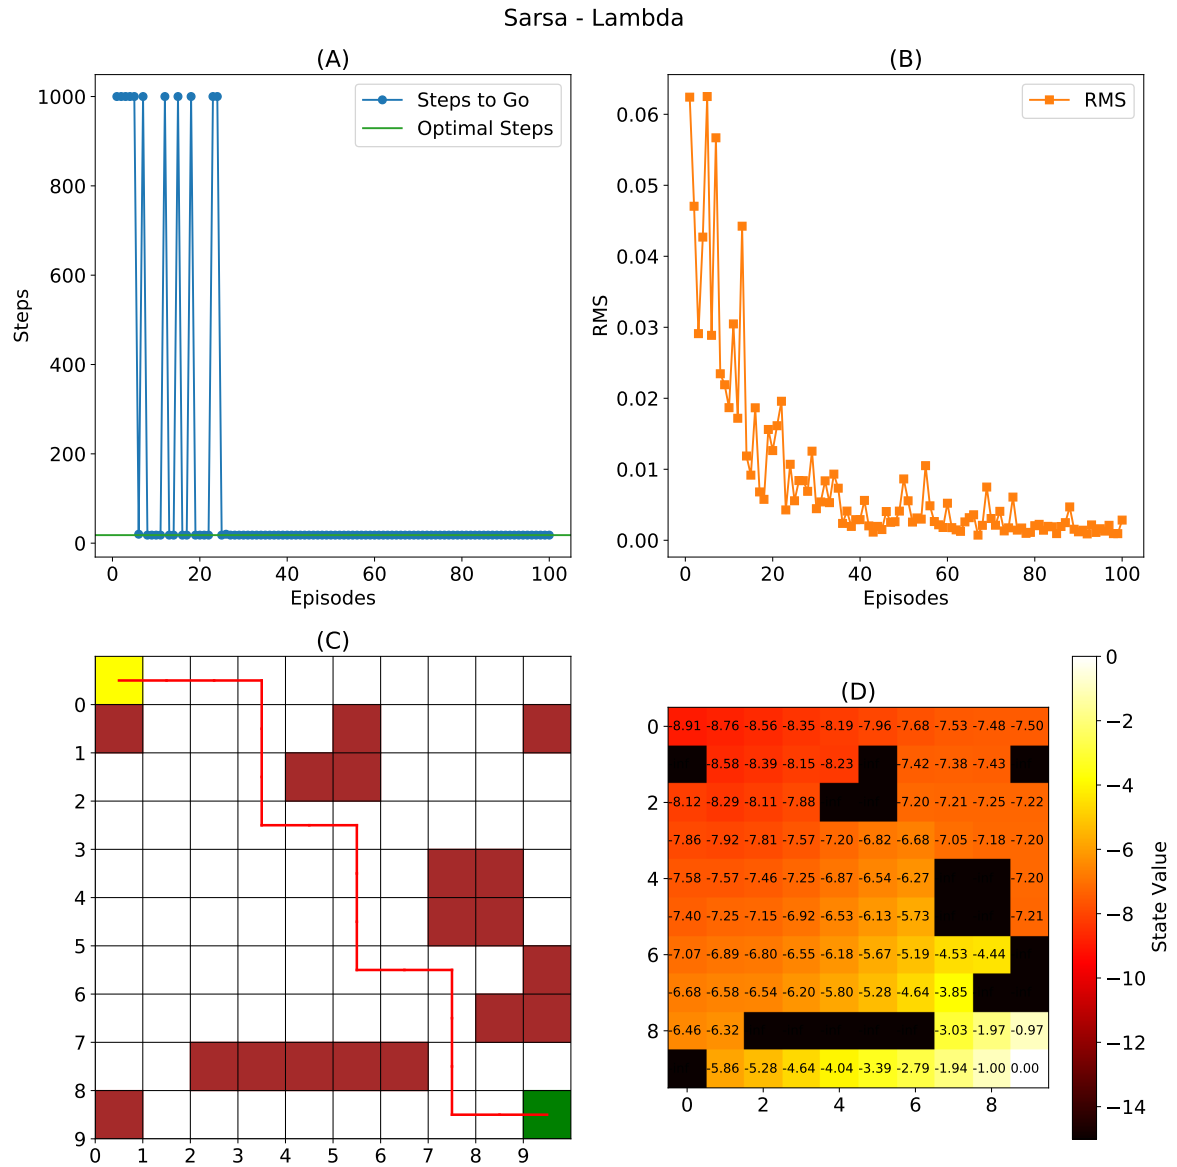 Sarsa - Lambda
(A)
Steps to Go
Optimal Steps
1000
800
600
400
200
0
Steps
0 20 40 60 80 100
Episodes
(B)
RMS
0.06
0.05
0.04
0.03
0.02
0.01
0.00
RMS
0 20 40 60 80 100
Episodes
(C)
0
1
2
3
4
5
6
7
8
9
0 1 2 3 4 5 6 7 8 9
(D)
0 -8.91 -8.76 -8.56 -8.35 -8.19 -7.96 -7.68 -7.53 -7.48 -7.50
-8.58 -8.39 -8.15 -8.23 -7.42 -7.38 -7.43
2 -8.12 -8.29 -8.11 -7.88 -7.20 -7.21 -7.25 -7.22
-7.86 -7.92 -7.81 -7.57 -7.20 -6.82 -6.68 -7.05 -7.18 -7.20
4 -7.58 -7.57 -7.46 -7.25 -6.87 -6.54 -6.27 -7.20
-7.40 -7.25 -7.15 -6.92 -6.53 -6.13 -5.73 -7.21
6 -7.07 -6.89 -6.80 -6.55 -6.18 -5.67 -5.19 -4.53 -4.44
-6.68 -6.58 -6.54 -6.20 -5.80 -5.28 -4.64 -3.85
8 -6.46 -6.32 -3.03 -1.97 -0.97
-5.86 -5.28 -4.64 -4.04 -3.39 -2.79 -1.94 -1.00 0.00
0 2 4 6 8
0
−2
−4
−6
−8
−10
−12
−14
State Value